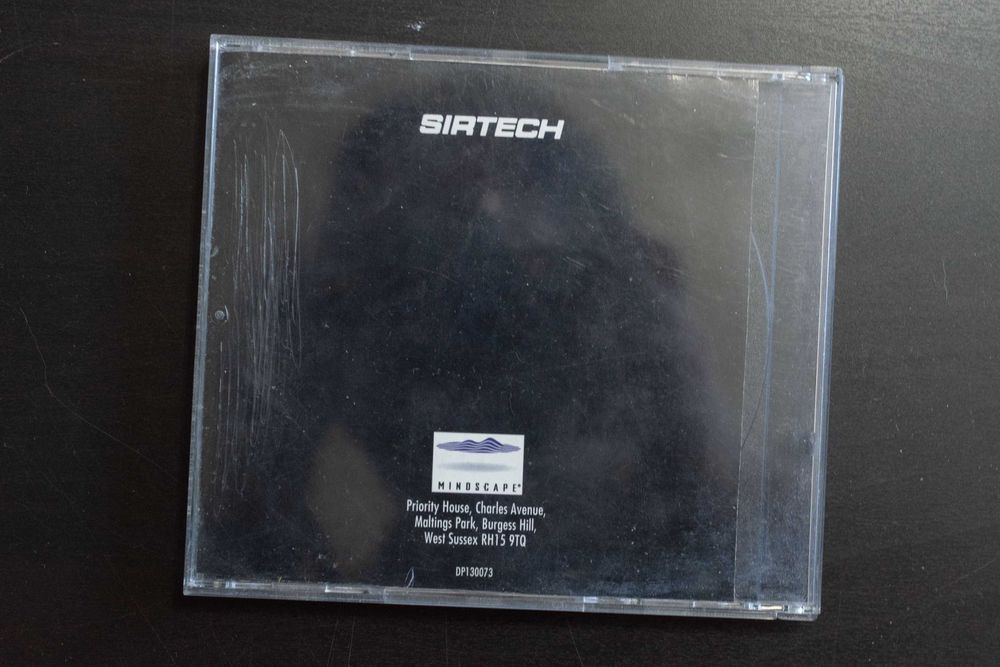 SIRTECH
MINDSCAPE®
Priority House, Charles Avenue,
Maltings Park, Burgess Hill,
West Sussex RH15 9TQ
DP130073